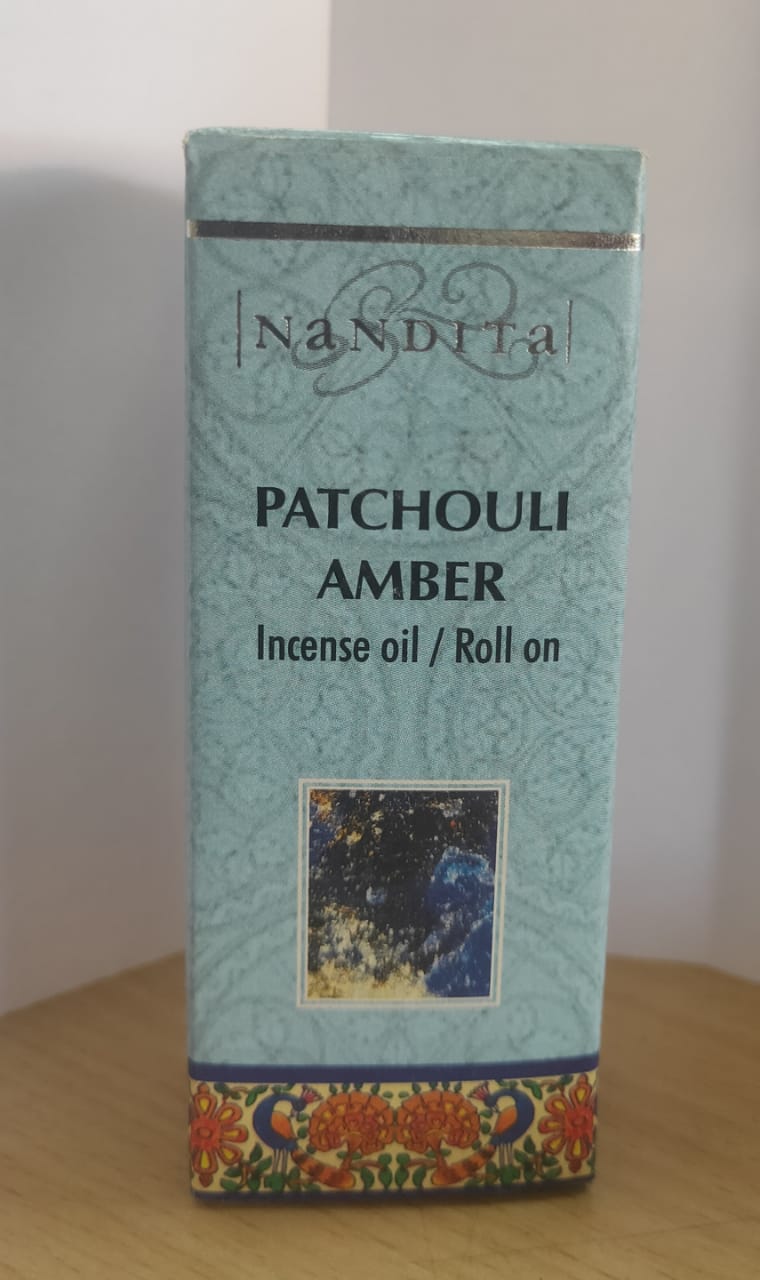 |NaNDITa|
PATCHOULI
AMBER
Incense oil / Roll on